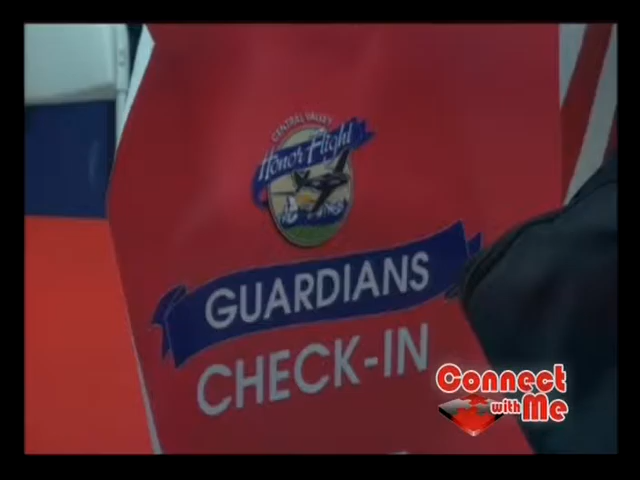 CENTRAL VALLEY
Honor Flight
GUARDIANS
CHECK-IN
Connect
with Me